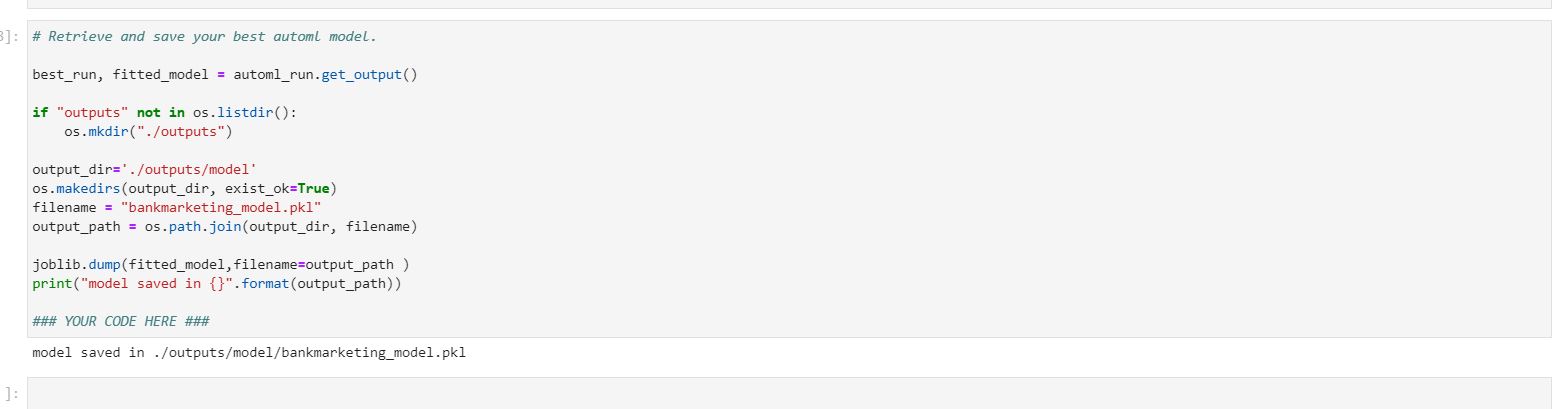 3]: # Retrieve and save your best automl model.
best_run, fitted_model = automl_run.get_output()
if "outputs" not in os.listdir():
    os.mkdir("./outputs")
output_dir='./outputs/model'
os.makedirs(output_dir, exist_ok=True)
filename = "bankmarketing_model.pkl"
output_path = os.path.join(output_dir, filename)
joblib.dump(fitted_model,filename=output_path )
print("model saved in {}".format(output_path))
### YOUR CODE HERE ###
model saved in ./outputs/model/bankmarketing_model.pkl
]: